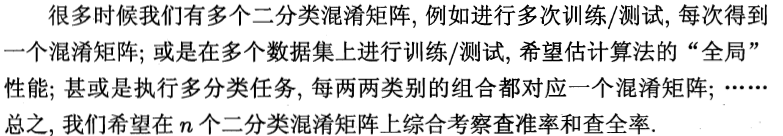 很多时候我们有多个二分类混淆矩阵, 例如进行多次训练/测试, 每次得到
一个混淆矩阵; 或是在多个数据集上进行训练/测试, 希望估计算法的“全局”
性能; 甚或是执行多分类任务, 每两两类别的组合都对应一个混淆矩阵; ……
总之, 我们希望在 n 个二分类混淆矩阵上综合考察查准率和查全率.